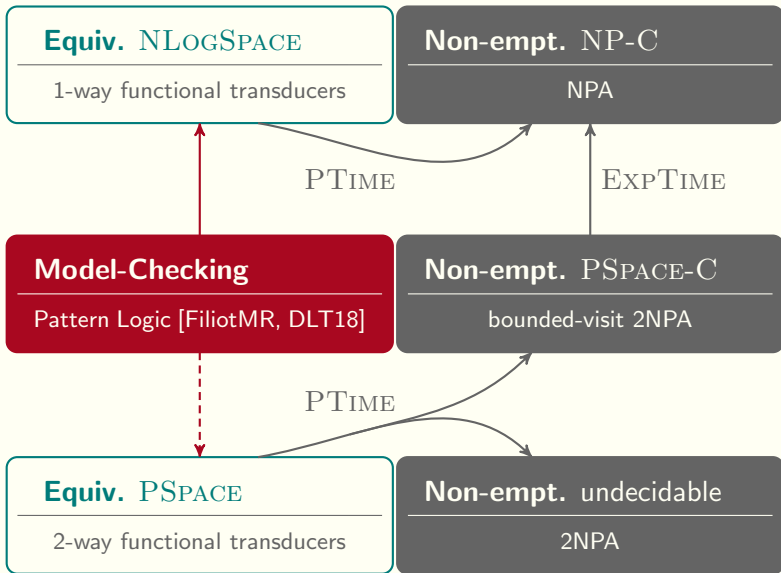 Equiv. NLOGSPACE
1-way functional transducers
Non-empt. NP-C
NPA
PTIME
EXPTIME
Model-Checking
Pattern Logic [FiliotMR, DLT18]
Non-empt. PSPACE-C
bounded-visit 2NPA
PTIME
Equiv. PSPACE
2-way functional transducers
Non-empt. undecidable
2NPA